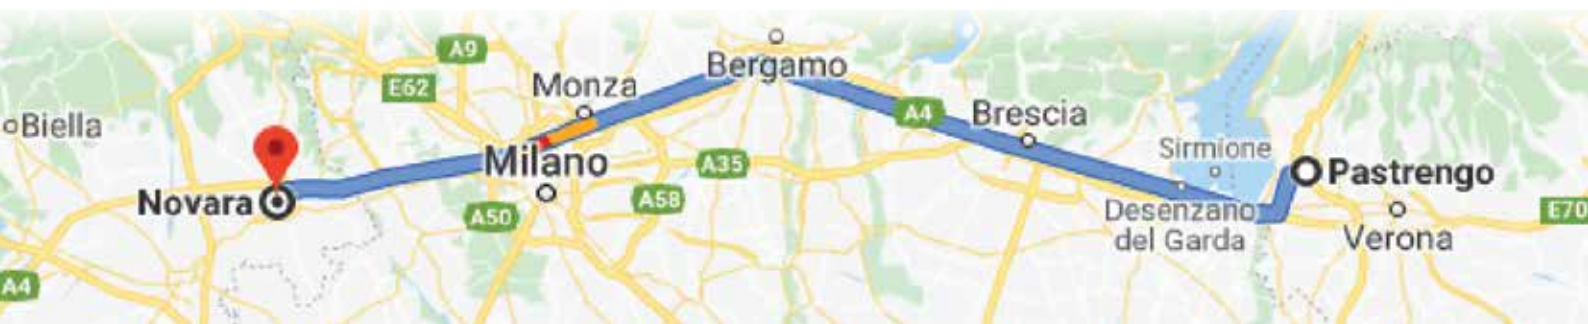 A9
Bergamo
E62
Monza
A4
Brescia
Biella
Sirmione
Milano
A35
Pastrengo
Novara
A58
A50
Desenzano
del Garda
E70
Verona
A4